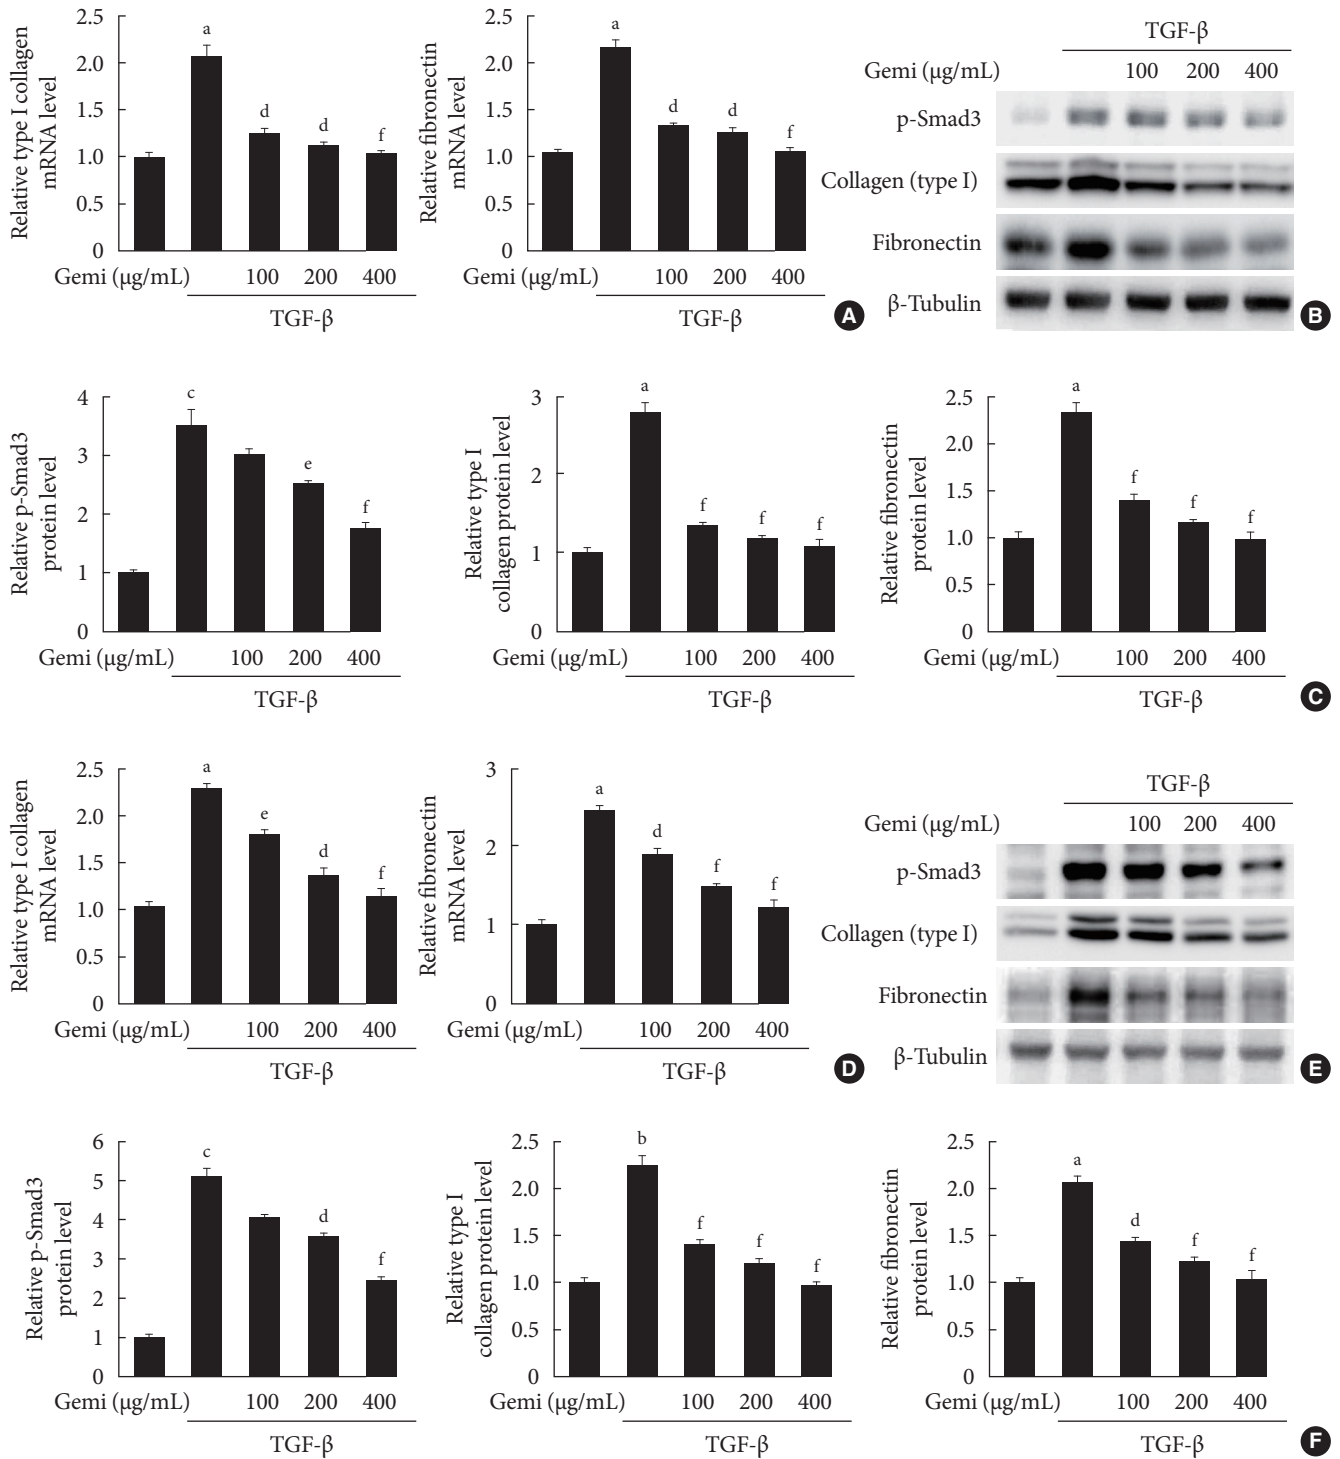 2.5
2.0
1.5
1.0
0.5
0
Relative type I collagen
mRNA level
a
d
d
f
Gemi (μg/mL)
100 200 400
TGF-β
2.5
2.0
1.5
1.0
0.5
0
Relative fibronectin
mRNA level
a
d
d
f
Gemi (μg/mL)
100 200 400
TGF-β
A
TGF-β
Gemi (μg/mL) 100 200 400
p-Smad3
Collagen (type I)
Fibronectin
β-Tubulin
B
4
3
2
1
0
Relative p-Smad3
protein level
c
e
f
Gemi (μg/mL)
100 200 400
TGF-β
3
2
1
0
Relative type I
collagen protein level
a
f
f
f
Gemi (μg/mL)
100 200 400
TGF-β
2.5
2.0
1.5
1.0
0.5
0
Relative fibronectin
protein level
a
f
f
f
Gemi (μg/mL)
100 200 400
TGF-β
C
2.5
2.0
1.5
1.0
0.5
0
Relative type I collagen
mRNA level
a
e
d
f
Gemi (μg/mL)
100 200 400
TGF-β
3
2
1
0
Relative fibronectin
mRNA level
a
d
f
f
Gemi (μg/mL)
100 200 400
TGF-β
D
TGF-β
Gemi (μg/mL) 100 200 400
p-Smad3
Collagen (type I)
Fibronectin
β-Tubulin
E
6
5
4
3
2
1
0
Relative p-Smad3
protein level
c
d
f
Gemi (μg/mL)
100 200 400
TGF-β
2.5
2.0
1.5
1.0
0.5
0
Relative type I
collagen protein level
b
f
f
f
Gemi (μg/mL)
100 200 400
TGF-β
2.5
2.0
1.5
1.0
0.5
0
Relative fibronectin
protein level
a
d
f
f
Gemi (μg/mL)
100 200 400
TGF-β
F